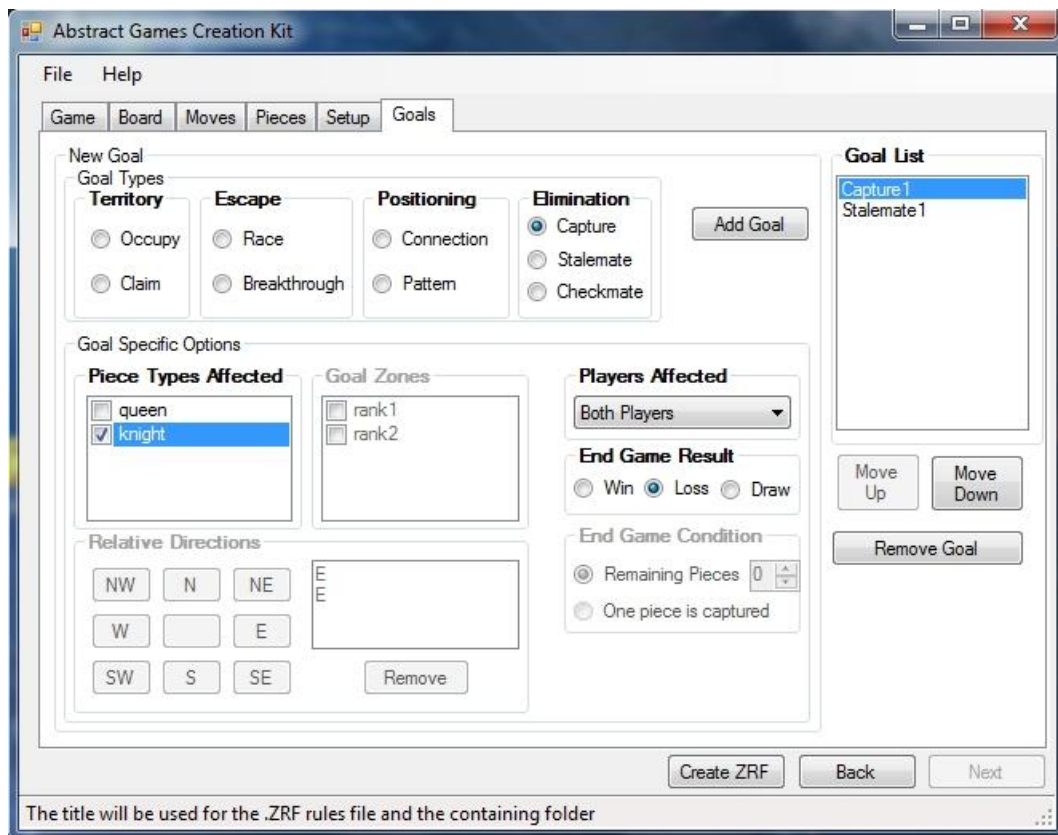 Abstract Games Creation Kit
File Help
Game Board Moves Pieces Setup Goals
New Goal
Goal Types
Territory
Occupy
Claim
Escape
Race
Breakthrough
Positioning
Connection
Pattern
Elimination
Capture
Stalemate
Checkmate
Add Goal
Goal List
Capture1
Stalemate1
Goal Specific Options
Piece Types Affected
queen
knight
Goal Zones
rank1
rank2
Players Affected
Both Players
End Game Result
Win Loss Draw
Move Up
Move Down
Remove Goal
Relative Directions
NW N NE
W E
SW S SE
E
E
Remove
End Game Condition
Remaining Pieces 0
One piece is captured
Create ZRF Back Next
The title will be used for the .ZRF rules file and the containing folder